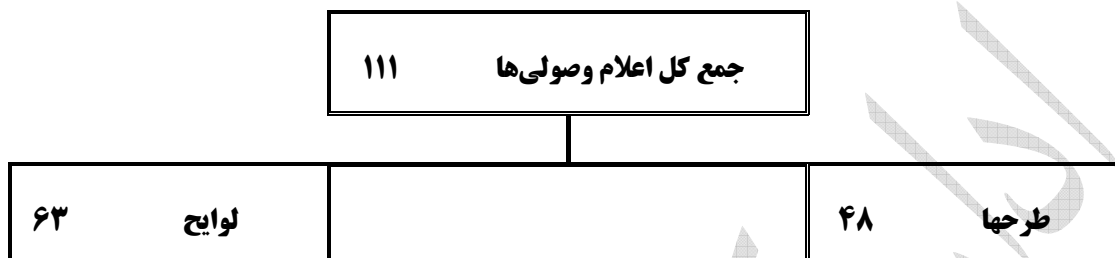 جمع کل اعلام وصولی‌ها ۱۱۱
طرحها ۴۸
لوایح ۶۳